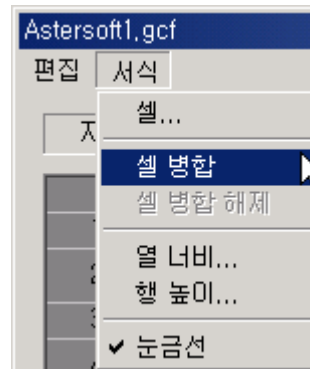 Astersoft1.gcf
편집 서식
셀...
셀 병합
셀 병합 해제
열 너비...
행 높이...
눈금선